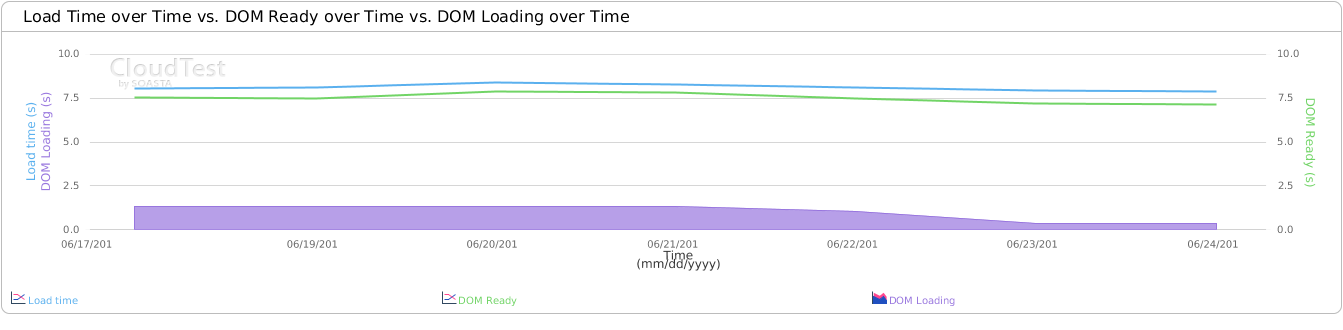 Load Time over Time vs. DOM Ready over Time vs. DOM Loading over Time
CloudTest
by SOASTA
10.0
7.5
5.0
2.5
0.0
Load time (s)
DOM Loading (s)
10.0
7.5
5.0
2.5
0.0
DOM Ready (s)
06/17/201
06/19/201
06/20/201
06/21/201
06/22/201
06/23/201
06/24/201
Time
(mm/dd/yyyy)
Load time
DOM Ready
DOM Loading